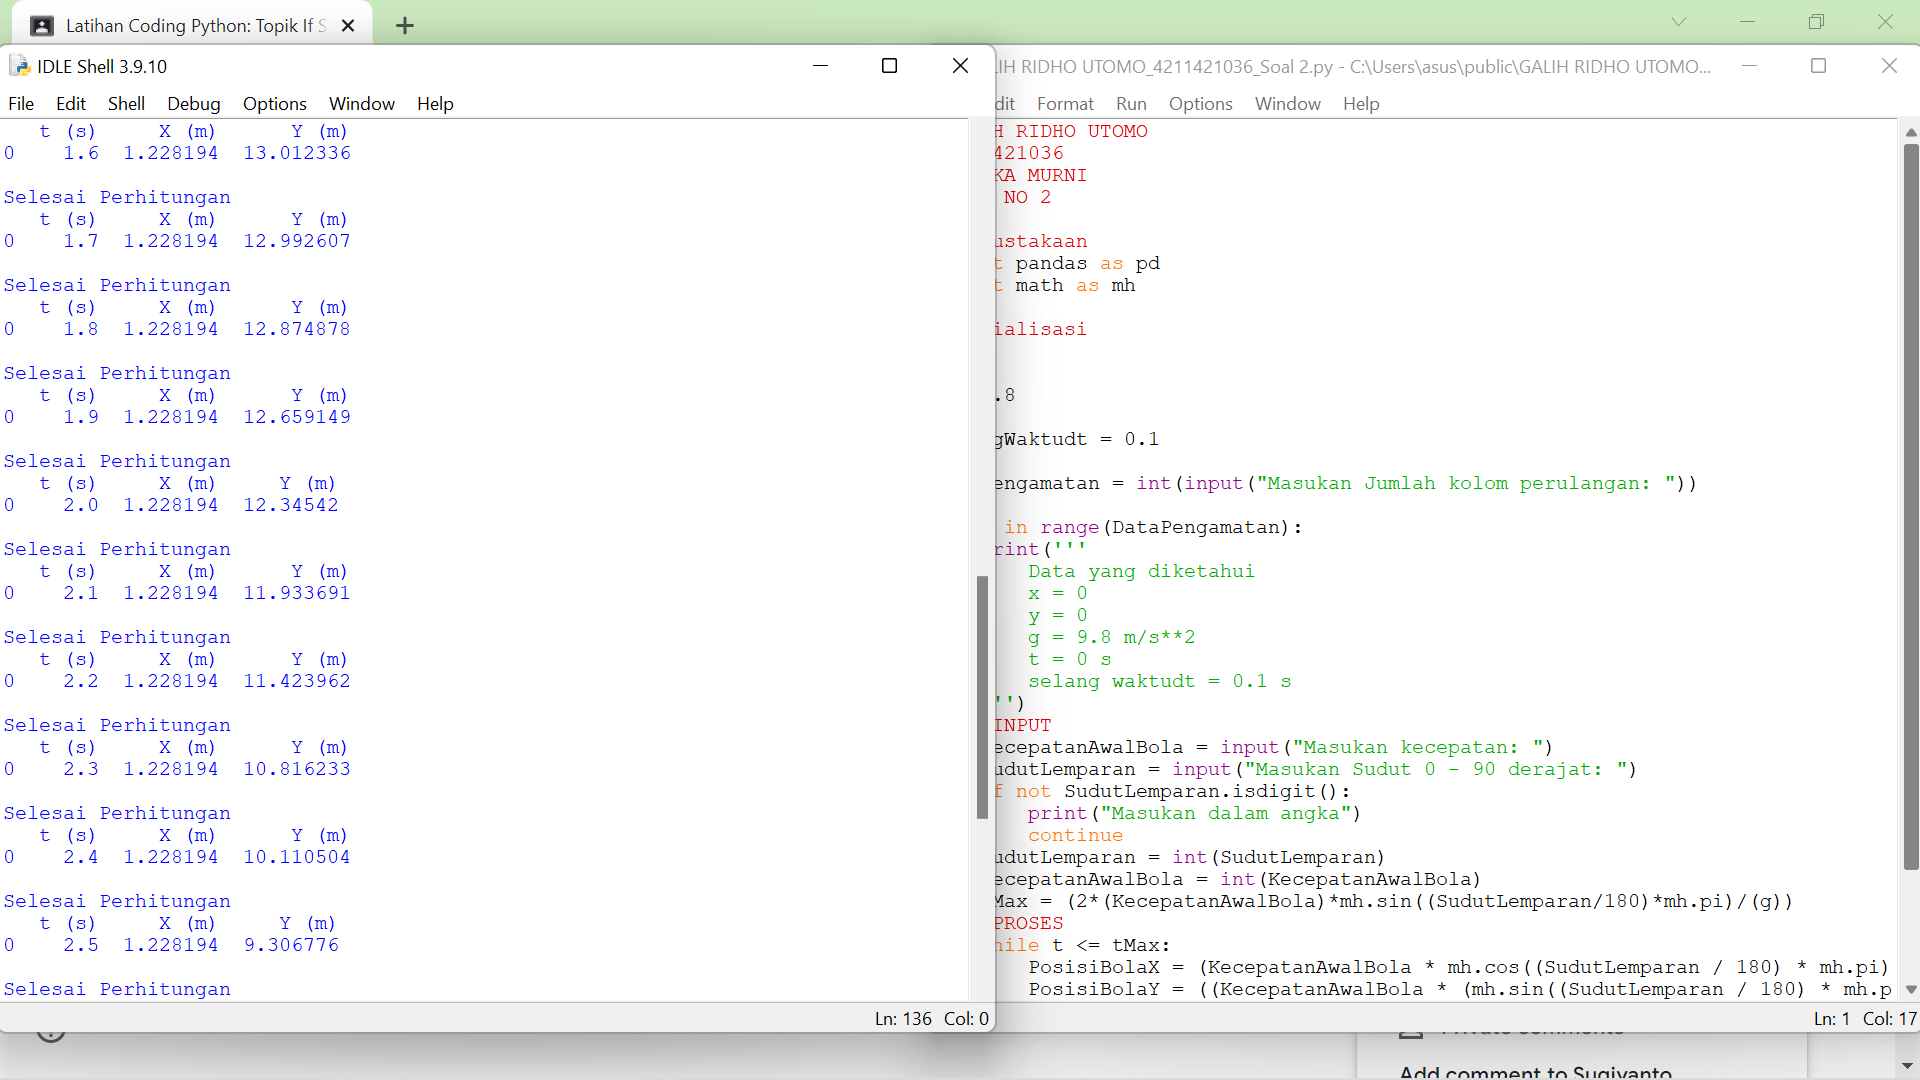 Latihan Coding Python: Topik If S
IDLE Shell 3.9.10
File Edit Shell Debug Options Window Help
t (s) X (m) Y (m)
0 1.6 1.228194 13.012336
Selesai Perhitungan
t (s) X (m) Y (m)
0 1.7 1.228194 12.992607
Selesai Perhitungan
t (s) X (m) Y (m)
0 1.8 1.228194 12.874878
Selesai Perhitungan
t (s) X (m) Y (m)
0 1.9 1.228194 12.659149
Selesai Perhitungan
t (s) X (m) Y (m)
0 2.0 1.228194 12.34542
Selesai Perhitungan
t (s) X (m) Y (m)
0 2.1 1.228194 11.933691
Selesai Perhitungan
t (s) X (m) Y (m)
0 2.2 1.228194 11.423962
Selesai Perhitungan
t (s) X (m) Y (m)
0 2.3 1.228194 10.816233
Selesai Perhitungan
t (s) X (m) Y (m)
0 2.4 1.228194 10.110504
Selesai Perhitungan
t (s) X (m) Y (m)
0 2.5 1.228194 9.306776
Selesai Perhitungan
Ln: 136 Col: 0
IH RIDHO UTOMO_4211421036_Soal 2.py - C:\Users\asus\public\GALIH RIDHO UTOMO...
dit Format Run Options Window Help
H RIDHO UTOMO
421036
KA MURNI
NO 2
ustakaan
t pandas as pd
t math as mh
ialisasi
.8
gWaktudt = 0.1
engamatan = int(input("Masukan Jumlah kolom perulangan: "))
in range(DataPengamatan):
rint('''
Data yang diketahui
x = 0
y = 0
g = 9.8 m/s**2
t = 0 s
selang waktudt = 0.1 s
'')
INPUT
ecepatanAwalBola = input("Masukan kecepatan: ")
udutLemparan = input("Masukan Sudut 0 - 90 derajat: ")
f not SudutLemparan.isdigit():
print("Masukan dalam angka")
continue
udutLemparan = int(SudutLemparan)
ecepatanAwalBola = int(KecepatanAwalBola)
Max = (2*(KecepatanAwalBola)*mh.sin((SudutLemparan/180)*mh.pi)/(g))
PROSES
hile t <= tMax:
PosisiBolaX = (KecepatanAwalBola * mh.cos((SudutLemparan / 180) * mh.pi)
PosisiBolaY = ((KecepatanAwalBola * (mh.sin((SudutLemparan / 180) * mh.p
Ln: 1 Col: 17
Add comment to Sugiyanto